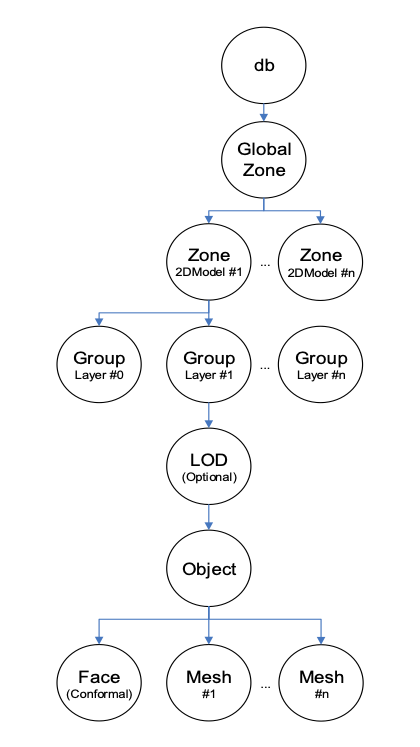 db
Global
Zone
Zone
2DModel #1
...
Zone
2DModel #n
Group
Layer #0
Group
Layer #1
...
Group
Layer #n
LOD
(Optional)
Object
Face
(Conformal)
Mesh
#1
...
Mesh
#n